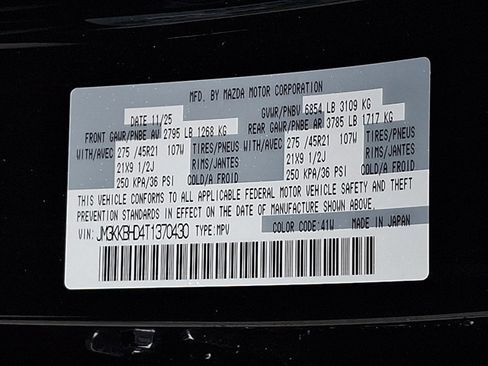 MFD. BY MAZDA MOTOR CORPORATION
DATE 11/25 GVWR/PNBV 6854 LB 3109 KG
FRONT GAWR/PNBE AV 2795 LB 1268 KG REAR GAWR/PNBE AR 3785 LB 1717 KG
WITH/AVEC 275 /45R21 107W TIRES/PNEUS WITH/AVEC 275 /45R21 107W TIRES/PNEUS
21X9 1/2J RIMS/JANTES 21X9 1/2J RIMS/JANTES
250 KPA/36 PSI COLD/A FROID 250 KPA/36 PSI COLD/A FROID
THIS VEHICLE CONFORMS TO ALL APPLICABLE FEDERAL MOTOR VEHICLE SAFETY AND THEFT
PREVENTION STANDARDS IN EFFECT ON THE DATE OF MANUFACTURE SHOWN ABOVE.
VIN: JM3KKBHD4T1370430 TYPE: MPV COLOR CODE:41W MADE IN JAPAN